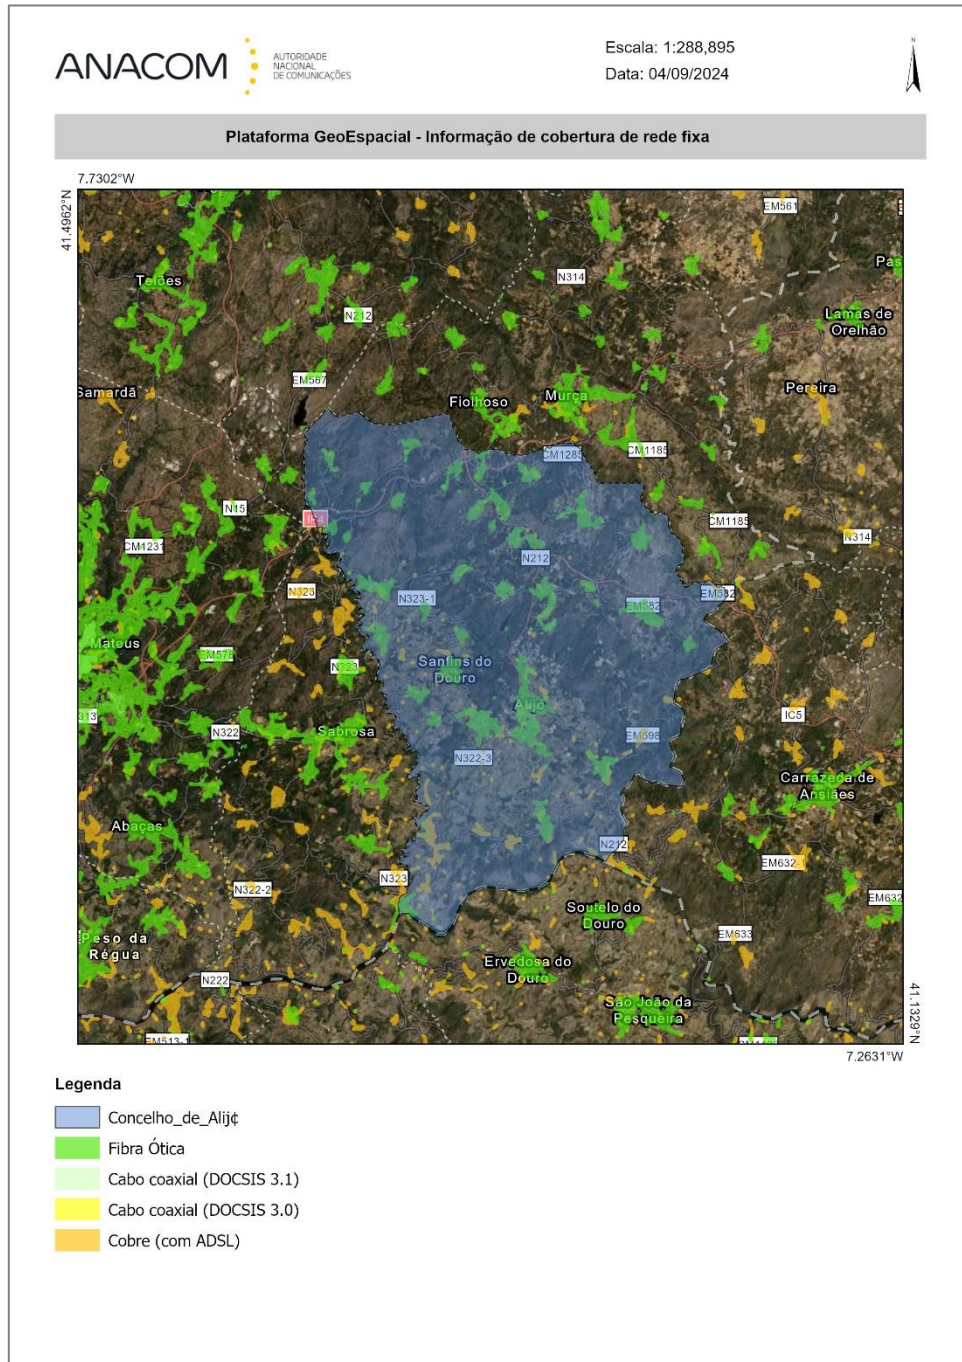 ANACOM
AUTORIDADE
NACIONAL
DE COMUNICAÇÕES
Escala: 1:288,895
Data: 04/09/2024
N
Plataforma GeoEspacial - Informação de cobertura de rede fixa
7.7302°W
41.4962°N
EM561
Pas
N314
Telões
N212
Lamas de
Orelhão
EM567
Pereira
Samardã
Murça
Fiolhoso
CM1185
CM1285
N15
CM1185
N314
CM1231
N212
N323
N323-1
EM582
EM582
Mateus
EM578
N323
Sanfins do
Douro
Alijó
313
IC5
N322
Sabrosa
EM598
N322-3
Carrazeda de
Ansiães
Abaças
N212
EM632-1
N323
N322-2
EM632
Soutelo do
Douro
EM633
Peso da
Régua
Ervedosa do
Douro
N222
São João da
Pesqueira
EM513-1
41.1329°N
7.2631°W
Legenda
Concelho_de_Alij¢
Fibra Ótica
Cabo coaxial (DOCSIS 3.1)
Cabo coaxial (DOCSIS 3.0)
Cobre (com ADSL)